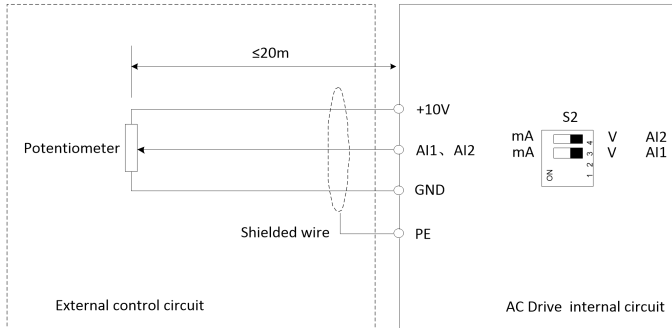 ≤20m
+10V
S2
mA V AI2
Potentiometer
AI1、AI2
mA V AI1
ON 1 2 3 4
GND
Shielded wire
PE
External control circuit
AC Drive internal circuit